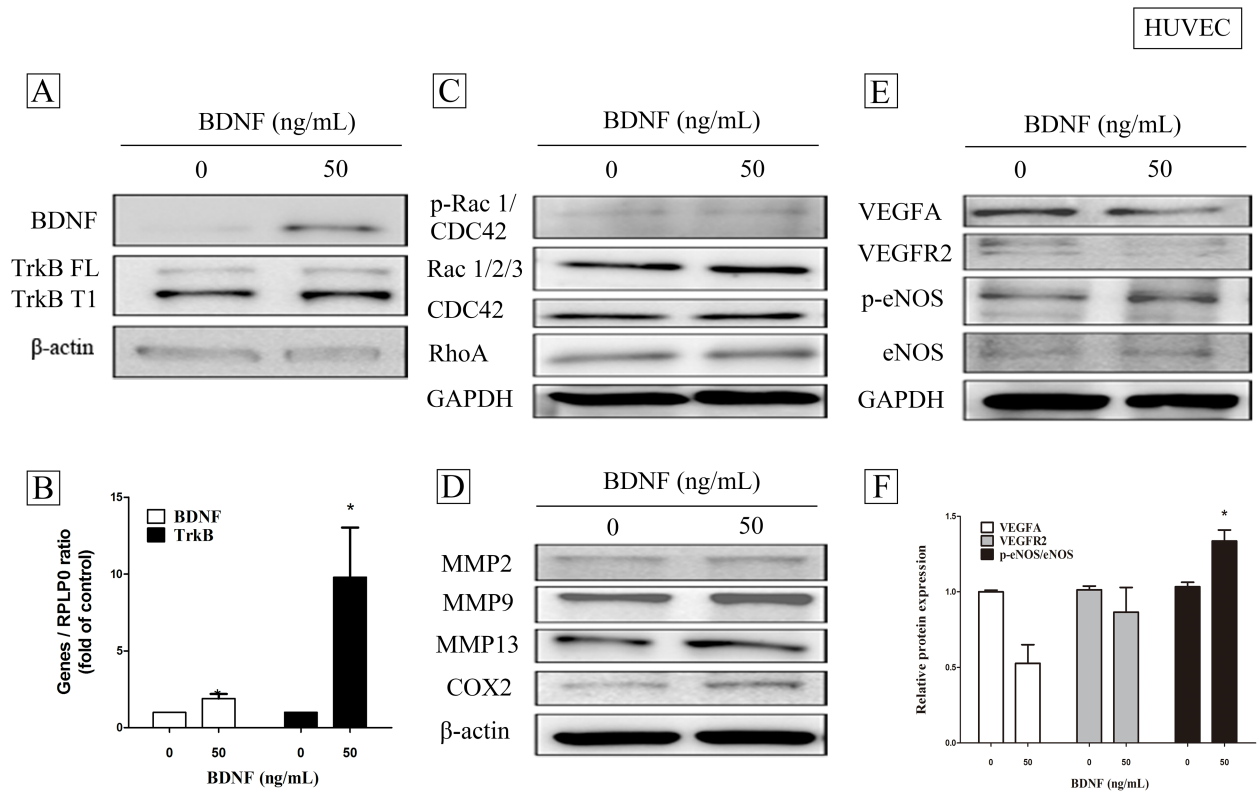 HUVEC
A
BDNF (ng/mL)
0 50
BDNF
TrkB FL
TrkB T1
β-actin
B
15
10
5
0
Genes / RPLP0 ratio
(fold of control)
BDNF
TrkB
*
*
0 50 0 50
BDNF (ng/mL)
C
BDNF (ng/mL)
0 50
p-Rac 1/
CDC42
Rac 1/2/3
CDC42
RhoA
GAPDH
D
BDNF (ng/mL)
0 50
MMP2
MMP9
MMP13
COX2
β-actin
E
BDNF (ng/mL)
0 50
VEGFA
VEGFR2
p-eNOS
eNOS
GAPDH
F
1.5
1.0
0.5
0.0
Relative protein expression
VEGFA
VEGFR2
p-eNOS/eNOS
*
0 50 0 50 0 50
BDNF (ng/mL)